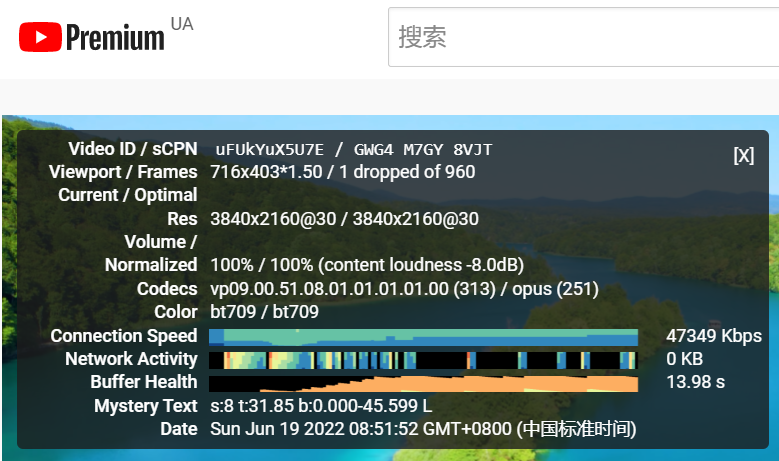 Premium UA
搜索
Video ID / sCPN uFUkYuX5U7E / GWG4 M7GY 8VJT
[X]
Viewport / Frames 716x403*1.50 / 1 dropped of 960
Current / Optimal
Res 3840x2160@30 / 3840x2160@30
Volume /
Normalized 100% / 100% (content loudness -8.0dB)
Codecs vp09.00.51.08.01.01.01.01.00 (313) / opus (251)
Color bt709 / bt709
Connection Speed 47349 Kbps
Network Activity 0 KB
Buffer Health 13.98 s
Mystery Text s:8 t:31.85 b:0.000-45.599 L
Date Sun Jun 19 2022 08:51:52 GMT+0800 (中国标准时间)